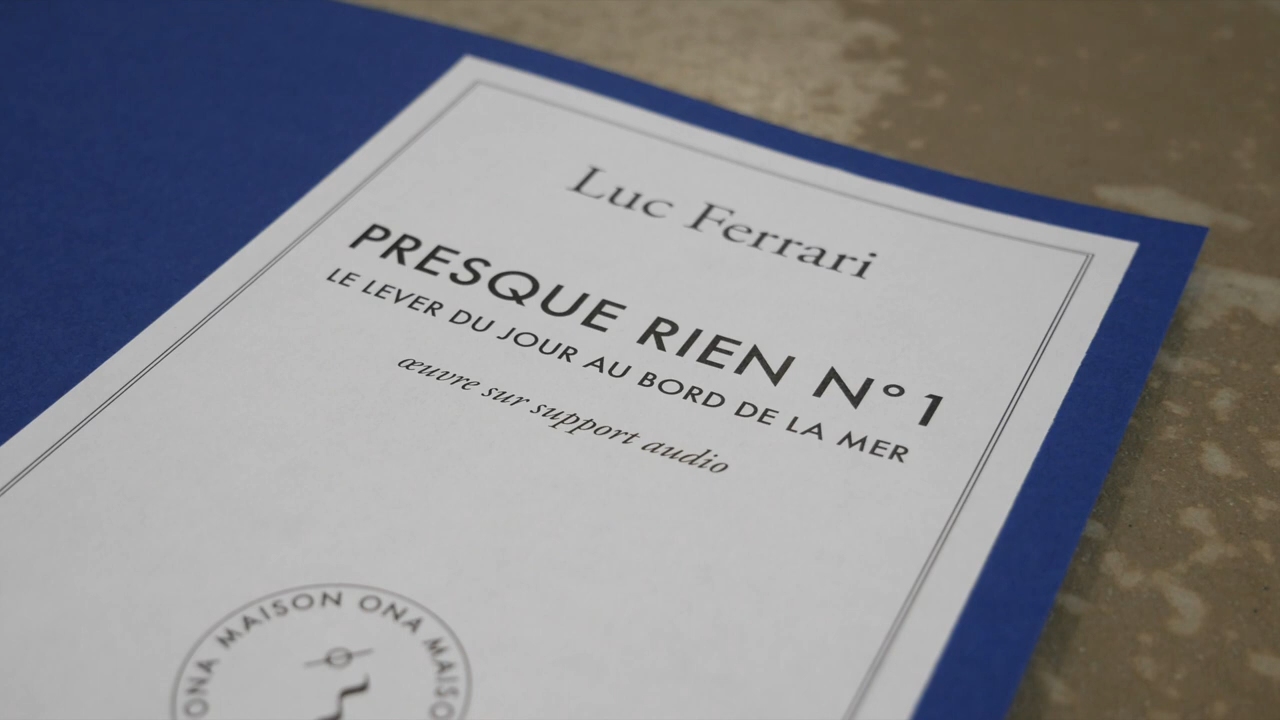 Luc Ferrari
PRESQUE RIEN N° 1
LE LEVER DU JOUR AU BORD DE LA MER
œuvre sur support audio
ONA MAISON ONA MAISO